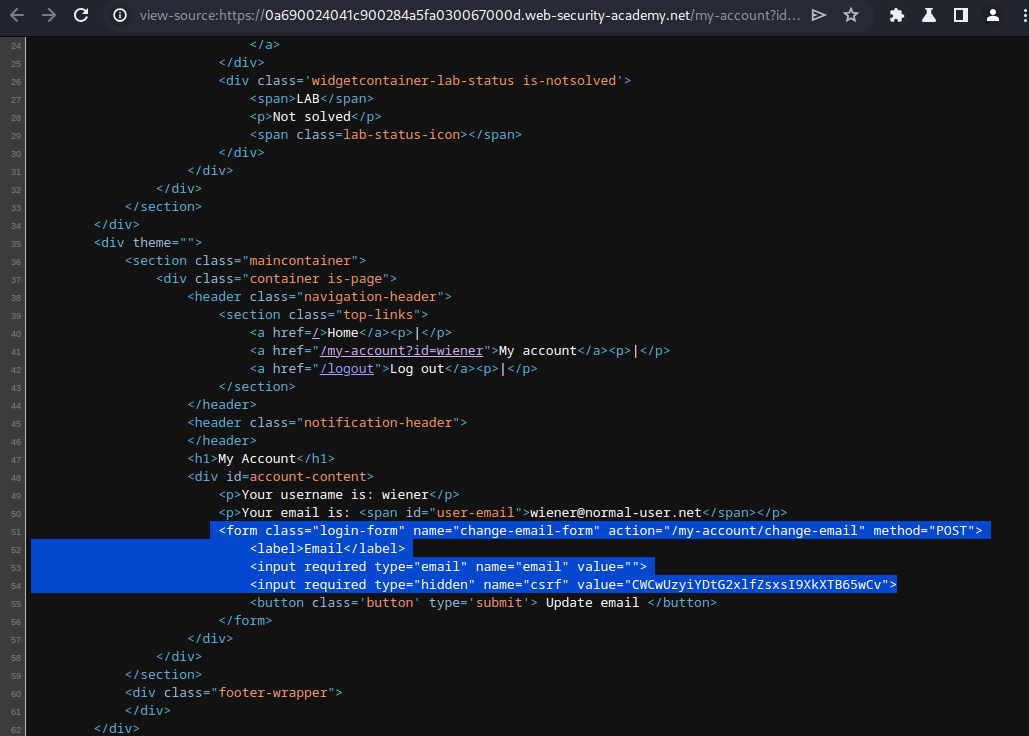 view-source:https://0a690024041c900284a5fa030067000d.web-security-academy.net/my-account?id...
24 </a>
25 </div>
26 <div class='widgetcontainer-lab-status is-notsolved'>
27 <span>LAB</span>
28 <p>Not solved</p>
29 <span class=lab-status-icon></span>
30 </div>
31 </div>
32 </div>
33 </section>
34 </div>
35 <div theme="">
36 <section class="maincontainer">
37 <div class="container is-page">
38 <header class="navigation-header">
39 <section class="top-links">
40 <a href=/>Home</a><p>|</p>
41 <a href="/my-account?id=wiener">My account</a><p>|</p>
42 <a href="/logout">Log out</a><p>|</p>
43 </section>
44 </header>
45 <header class="notification-header">
46 </header>
47 <h1>My Account</h1>
48 <div id=account-content>
49 <p>Your username is: wiener</p>
50 <p>Your email is: <span id="user-email">wiener@normal-user.net</span></p>
51 <form class="login-form" name="change-email-form" action="/my-account/change-email" method="POST">
52 <label>Email</label>
53 <input required type="email" name="email" value="">
54 <input required type="hidden" name="csrf" value="CWCwUzyiYDtG2xlfZsxsI9XkXTB65wCv">
55 <button class='button' type='submit'> Update email </button>
56 </form>
57 </div>
58 </div>
59 </section>
60 <div class="footer-wrapper">
61 </div>
62 </div>